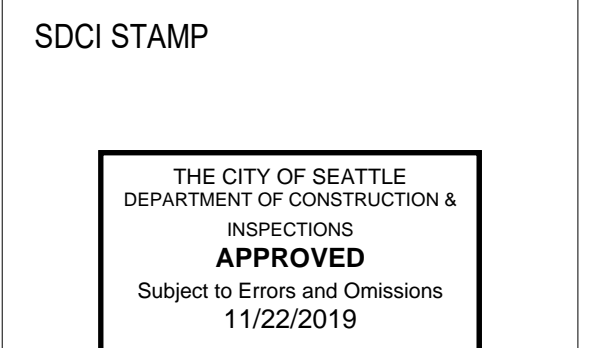 SDCI STAMP
THE CITY OF SEATTLE
DEPARTMENT OF CONSTRUCTION &
INSPECTIONS
APPROVED
Subject to Errors and Omissions
11/22/2019